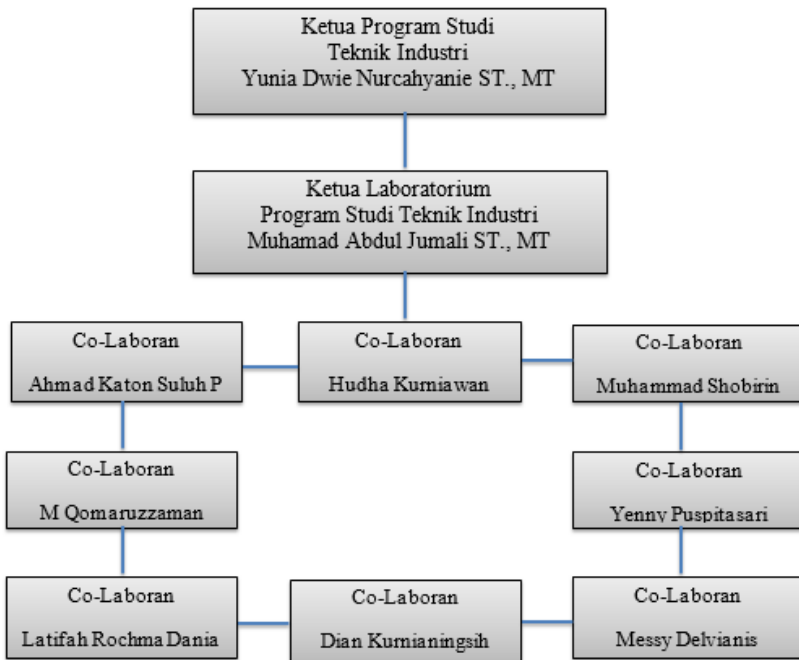 Ketua Program Studi
Teknik Industri
Yunia Dwie Nurcahyanie ST., MT
Ketua Laboratorium
Program Studi Teknik Industri
Muhamad Abdul Jumali ST., MT
Co-Laboran
Ahmad Katon Suluh P
Co-Laboran
Hudha Kurniawan
Co-Laboran
Muhammad Shobirin
Co-Laboran
M Qomaruzzaman
Co-Laboran
Yenny Puspitasari
Co-Laboran
Latifah Rochma Dania
Co-Laboran
Dian Kurnianingsih
Co-Laboran
Messy Delvianis